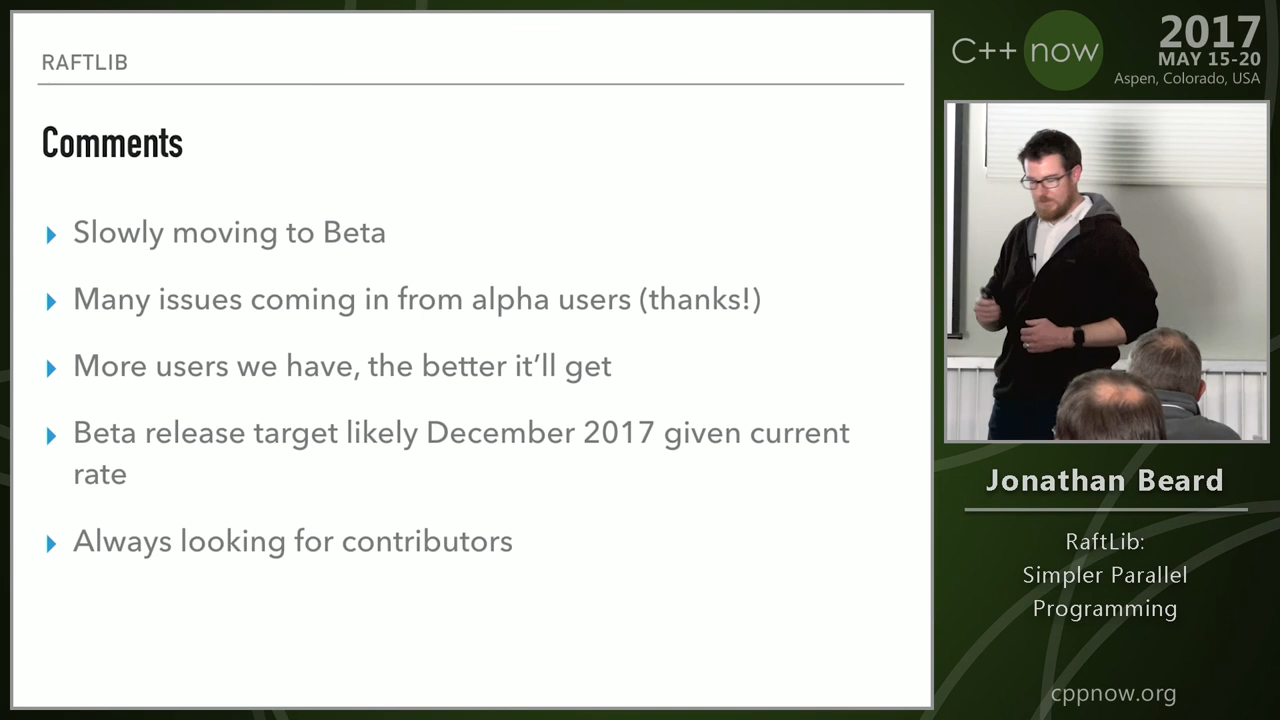 RAFTLIB
Comments
Slowly moving to Beta
Many issues coming in from alpha users (thanks!)
More users we have, the better it’ll get
Beta release target likely December 2017 given current
rate
Always looking for contributors
C++ now
2017
MAY 15-20
Aspen, Colorado, USA
Jonathan Beard
RaftLib:
Simpler Parallel
Programming
cppnow.org